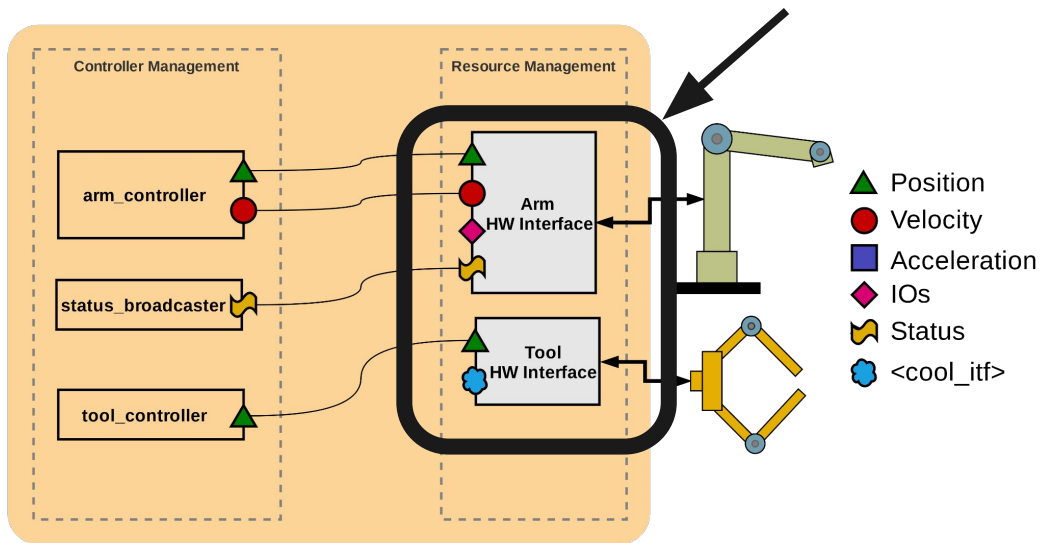 Controller Management
Resource Management
arm_controller
Arm
HW Interface
status_broadcaster
Tool
HW Interface
tool_controller
Position
Velocity
Acceleration
IOs
Status
<cool_itf>